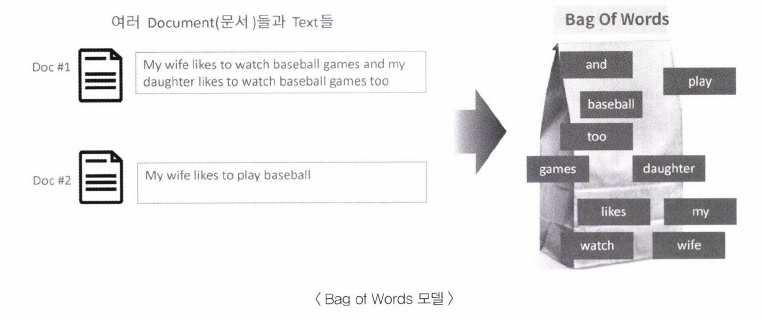 여러 Document(문서)들과 Text들
Doc #1
My wife likes to watch baseball games and my
daughter likes to watch baseball games too
Doc #2
My wife likes to play baseball
Bag Of Words
and
play
baseball
too
games
daughter
likes
my
watch
wife
〈 Bag of Words 모델 〉